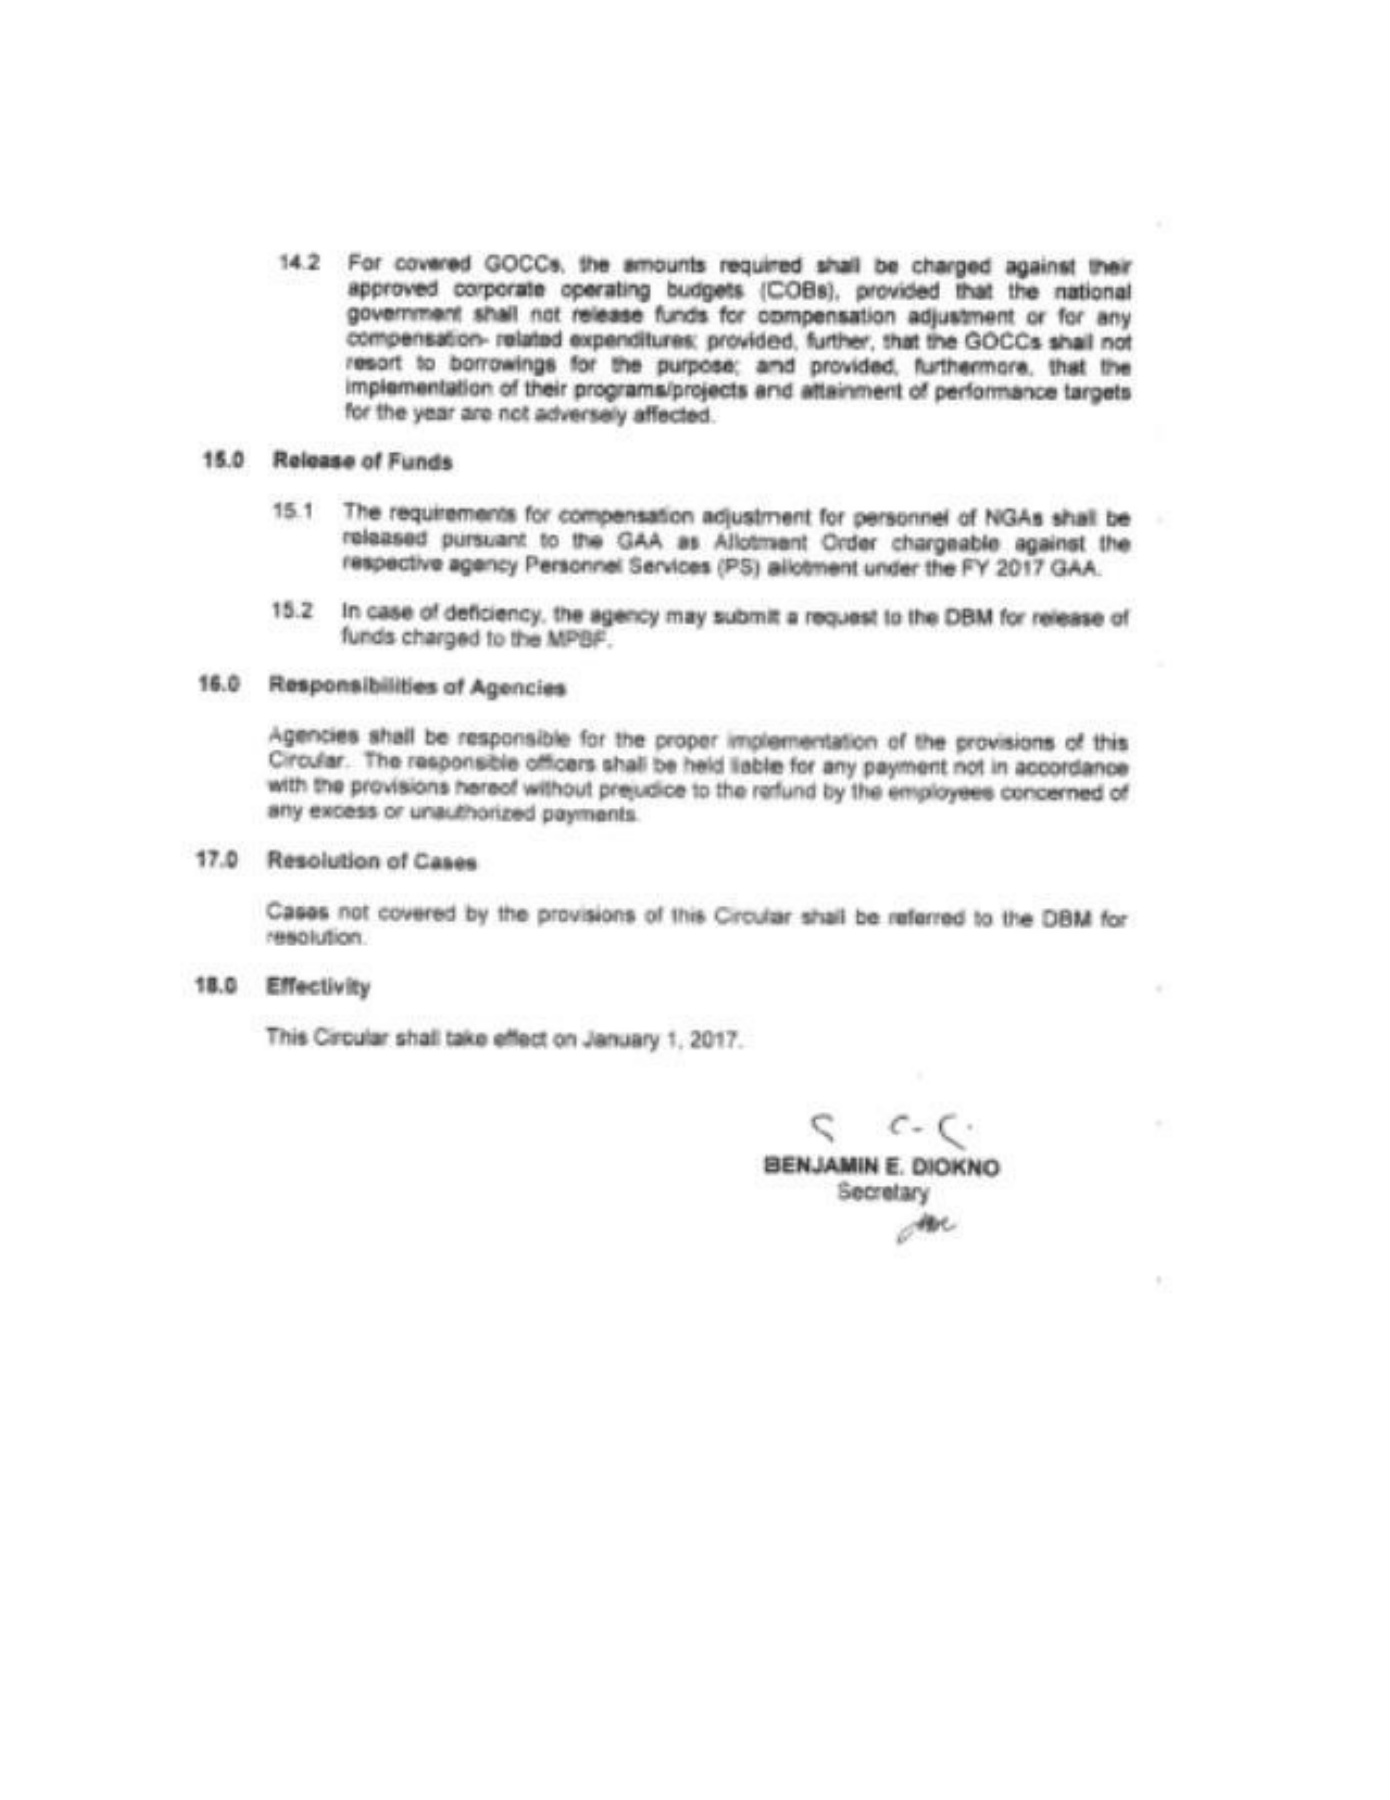 14.2 For covered GOCCs, the amounts required shall be charged against their
approved corporate operating budgets (COBs), provided that the national
government shall not release funds for compensation adjustment or for any
compensation- related expenditures; provided, further, that the GOCCs shall not
resort to borrowings for the purpose; and provided, furthermore, that the
implementation of their programs/projects and attainment of performance targets
for the year are not adversely affected.
15.0 Release of Funds
15.1 The requirements for compensation adjustment for personnel of NGAs shall be
released pursuant to the GAA as Allotment Order chargeable against the
respective agency Personnel Services (PS) allotment under the FY 2017 GAA.
15.2 In case of deficiency, the agency may submit a request to the DBM for release of
funds charged to the MPBF.
16.0 Responsibilities of Agencies
Agencies shall be responsible for the proper implementation of the provisions of this
Circular. The responsible officers shall be held liable for any payment not in accordance
with the provisions hereof without prejudice to the refund by the employees concerned of
any excess or unauthorized payments.
17.0 Resolution of Cases
Cases not covered by the provisions of this Circular shall be referred to the DBM for
resolution.
18.0 Effectivity
This Circular shall take effect on January 1, 2017.
BENJAMIN E. DIOKNO
Secretary